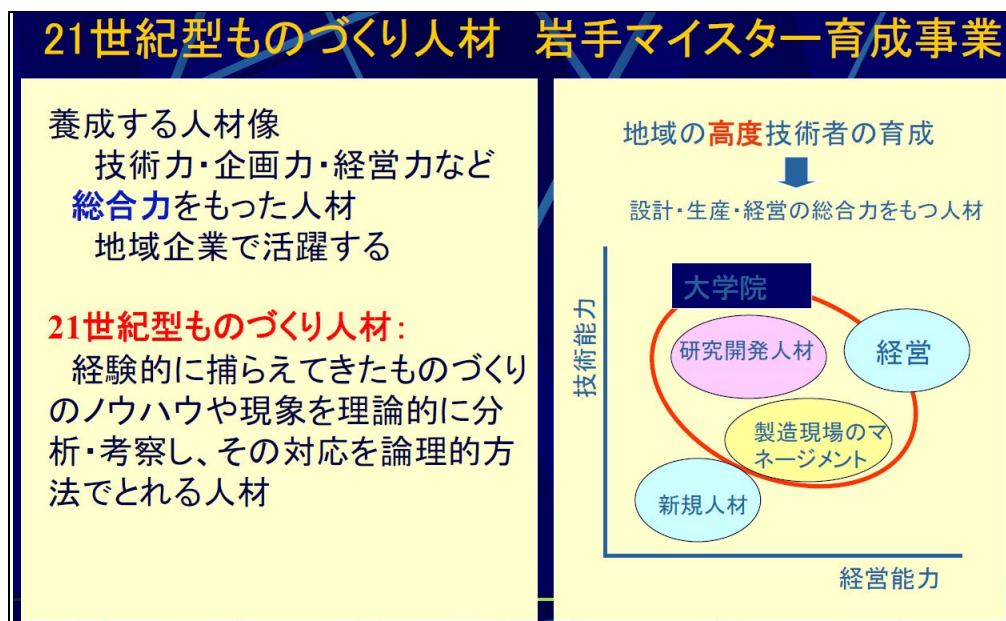 21世紀型ものづくり人材 岩手マイスター育成事業
養成する人材像
技術力・企画力・経営力など
総合力をもった人材
地域企業で活躍する
21世紀型ものづくり人材：
経験的に捕らえてきたものづくり
のノウハウや現象を理論的に分
析・考察し、その対応を論理的方
法でとれる人材
地域の高度技術者の育成
設計・生産・経営の総合力をもつ人材
技術能力
大学院
研究開発人材
経営
製造現場のマ
ネージメント
新規人材
経営能力